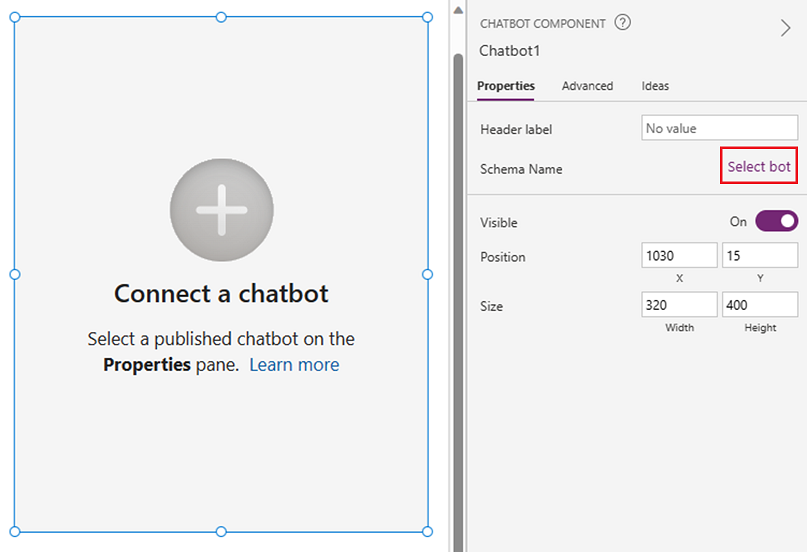 Connect a chatbot
Select a published chatbot on the
Properties pane. Learn more
CHATBOT COMPONENT ?
Chatbot1
Properties Advanced Ideas
Header label No value
Schema Name Select bot
Visible On
Position 1030 15
X Y
Size 320 400
Width Height